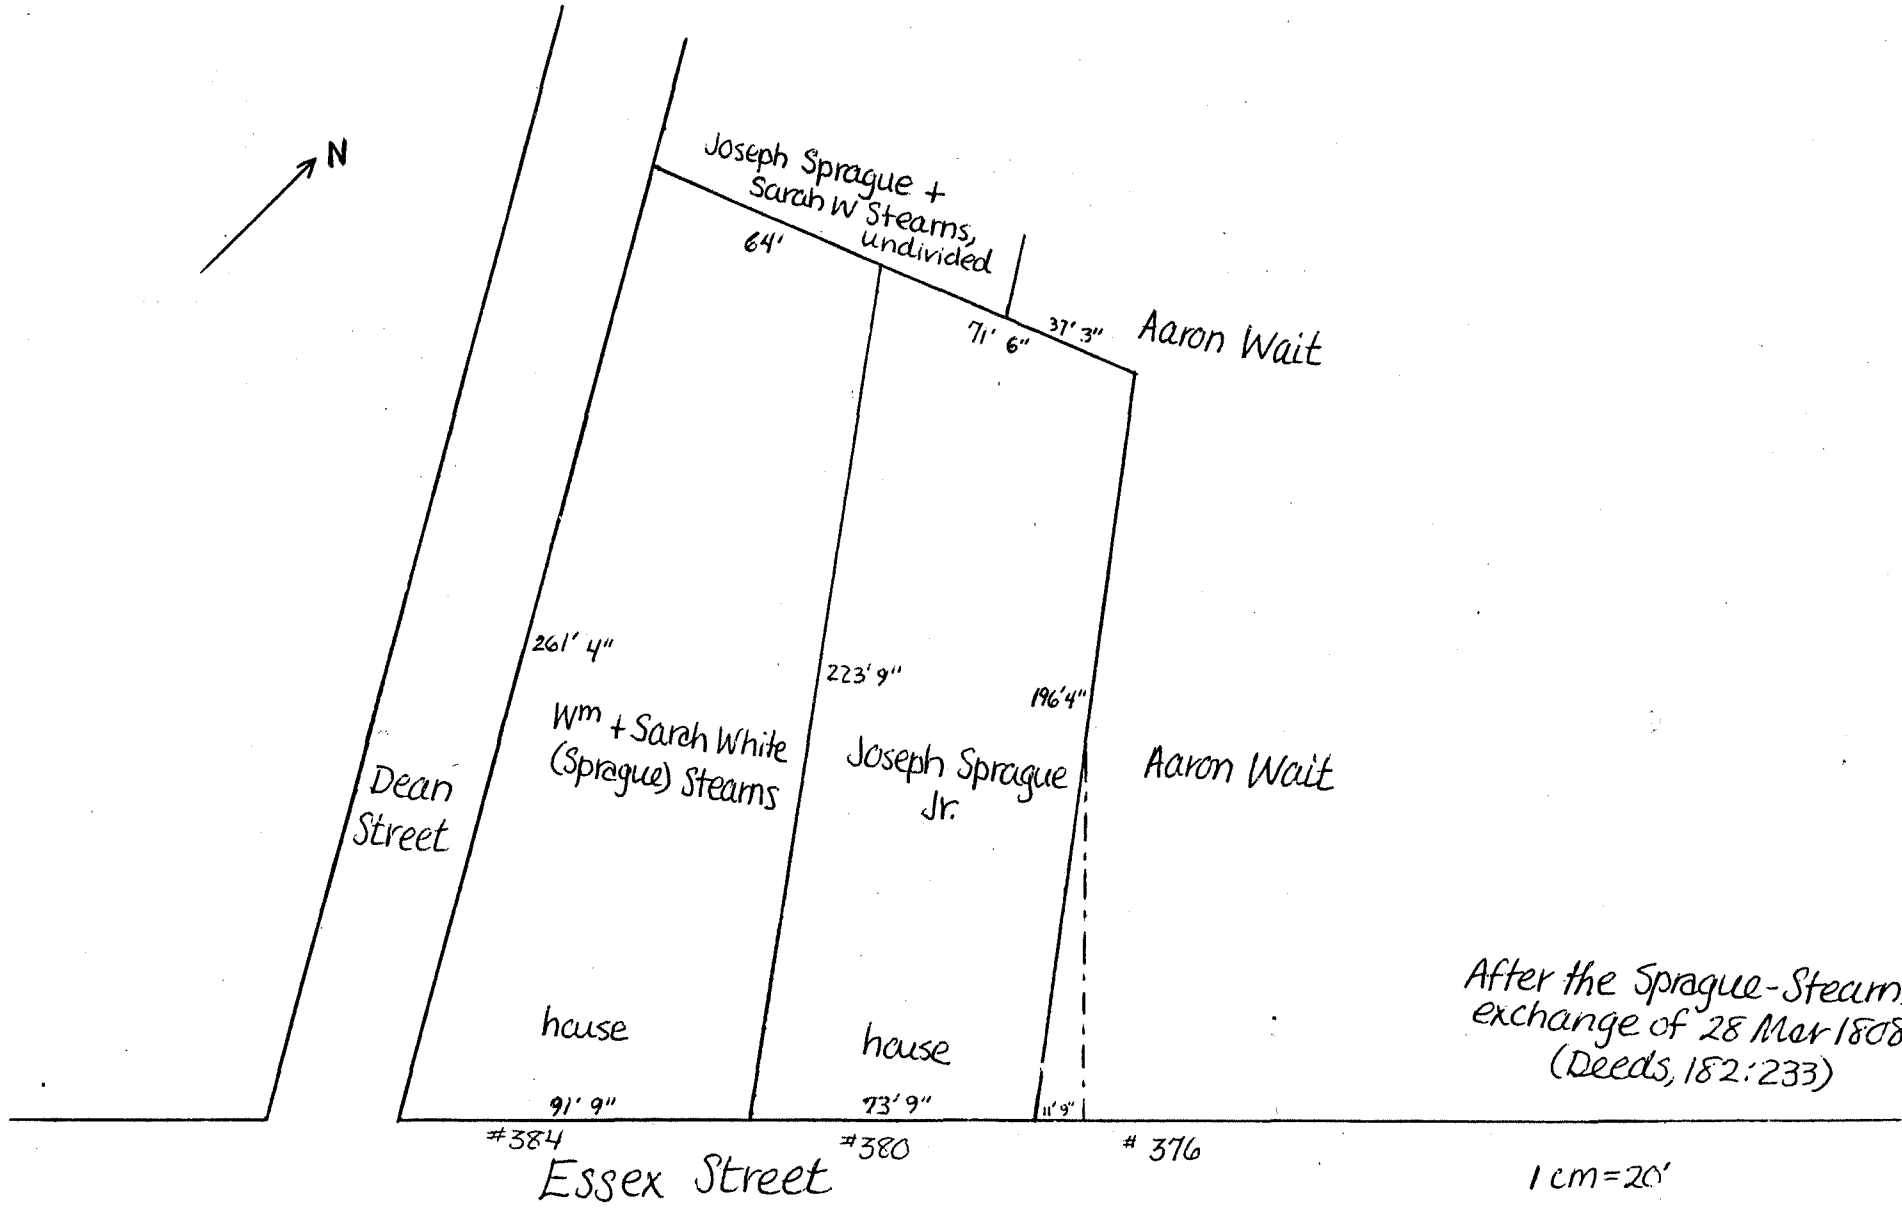 N
Joseph Sprague +
Sarah W Stearns,
undivided
64'
71' 6"
37' 3"
Aaron Wait
261' 4"
223' 9"
196' 4"
Wm + Sarah White
(Sprague) Stearns
Joseph Sprague
Jr.
Aaron Wait
Dean
Street
house
house
After the Sprague-Stearns
exchange of 28 Mar 1808
(Deeds, 182:233)
91' 9"
73' 9"
11' 9"
#384
#380
# 376
Essex Street
1 cm = 20'